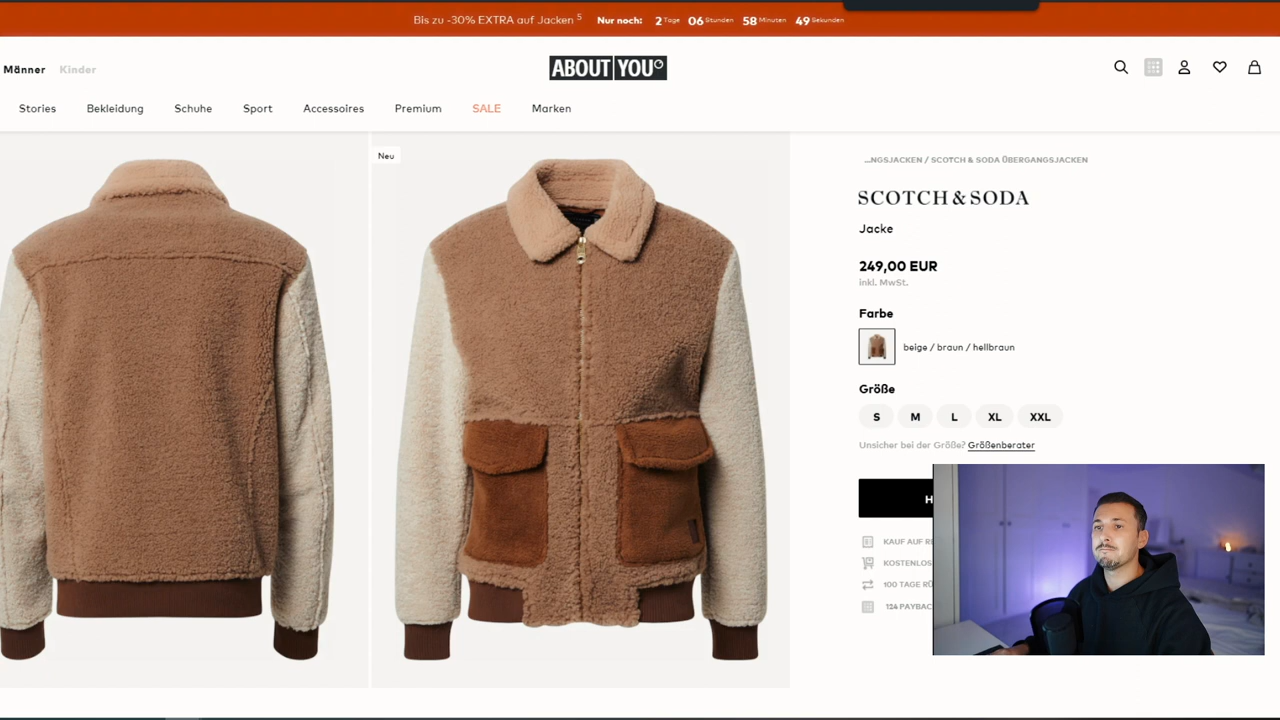 Bis zu -30% EXTRA auf Jacken 5 Nur noch: 2 Tage 06 Stunden 58 Minuten 49 Sekunden
Männer Kinder
ABOUT YOU
Stories Bekleidung Schuhe Sport Accessoires Premium SALE Marken
Neu
...NGSJACKEN / SCOTCH & SODA ÜBERGANGSJACKEN
SCOTCH & SODA
Jacke
249,00 EUR
inkl. MwSt.
Farbe
beige / braun / hellbraun
Größe
S M L XL XXL
Unsicher bei der Größe? Größenberater
H
KAUF AUF RE
KOSTENLOS
100 TAGE RÜ
124 PAYBAC